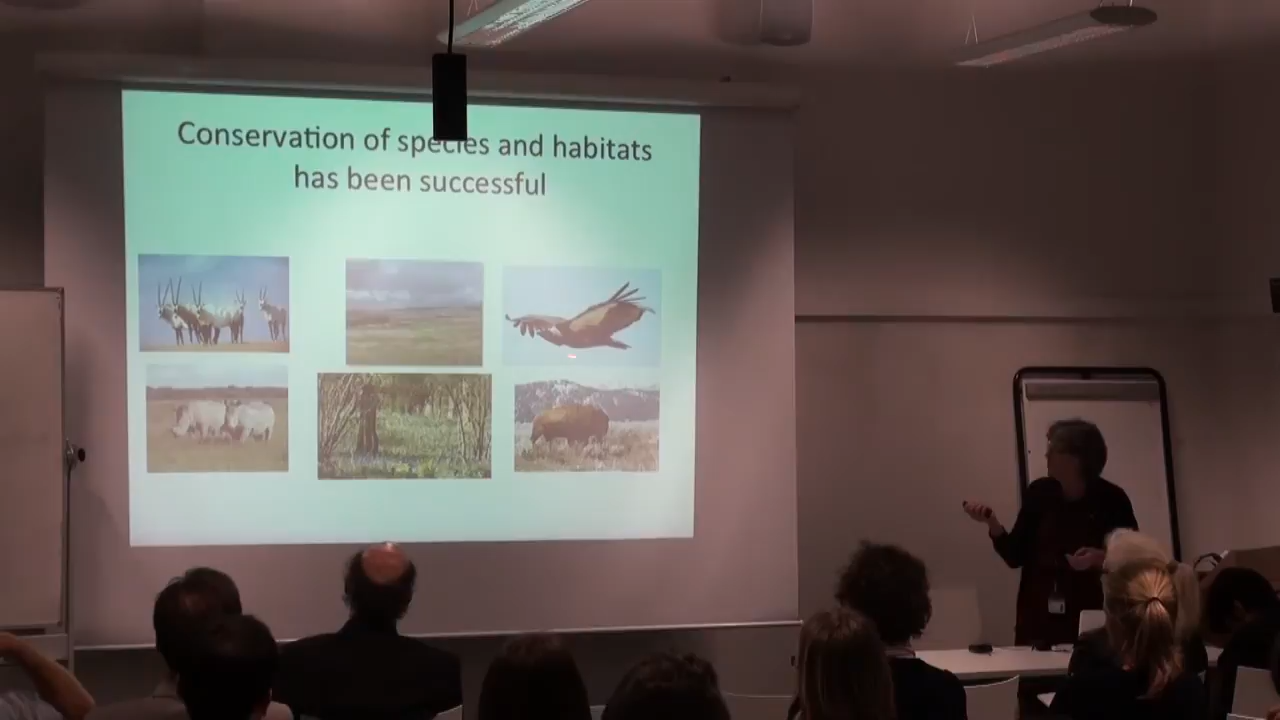 Conservation of species and habitats
has been successful